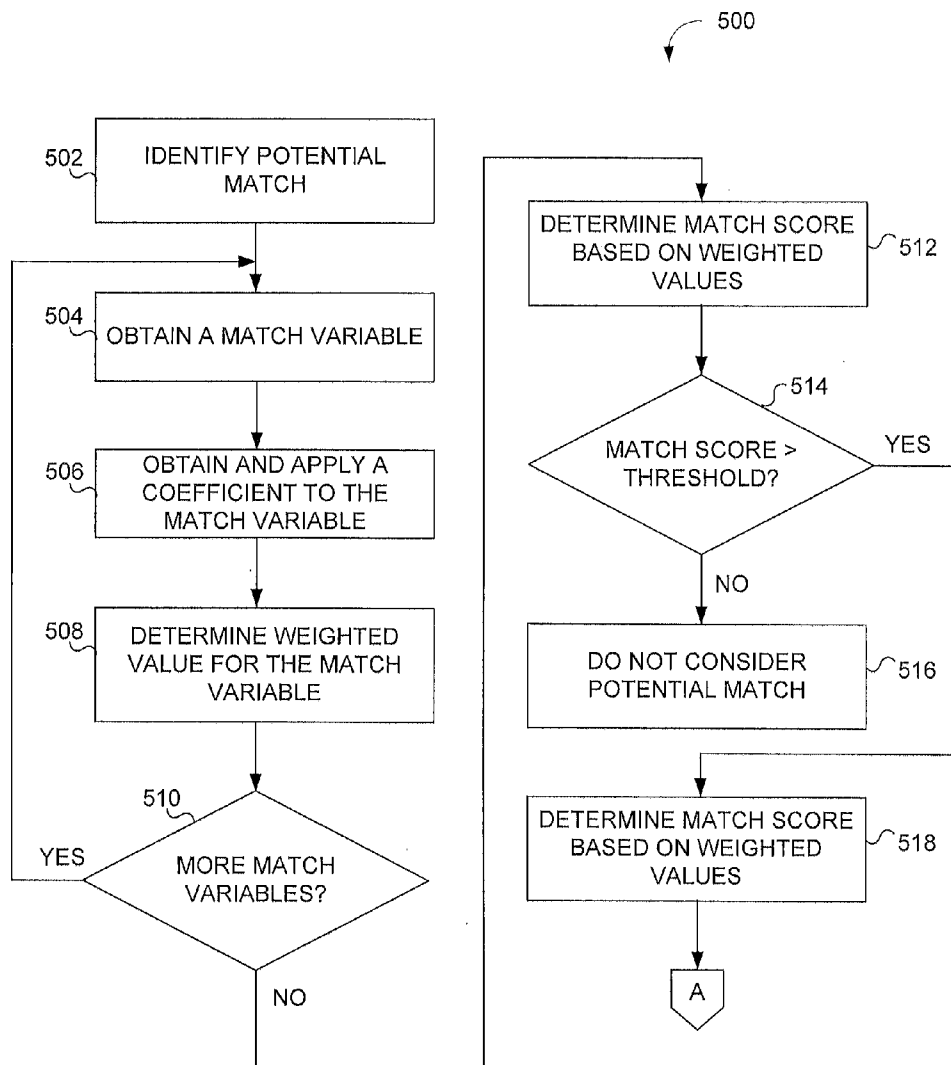 500
502
IDENTIFY POTENTIAL
MATCH
504
OBTAIN A MATCH VARIABLE
506
OBTAIN AND APPLY A
COEFFICIENT TO THE
MATCH VARIABLE
508
DETERMINE WEIGHTED
VALUE FOR THE MATCH
VARIABLE
510
YES
MORE MATCH
VARIABLES?
NO
DETERMINE MATCH SCORE
BASED ON WEIGHTED
VALUES
512
514
MATCH SCORE >
THRESHOLD?
YES
NO
DO NOT CONSIDER
POTENTIAL MATCH
516
DETERMINE MATCH SCORE
BASED ON WEIGHTED
VALUES
518
A